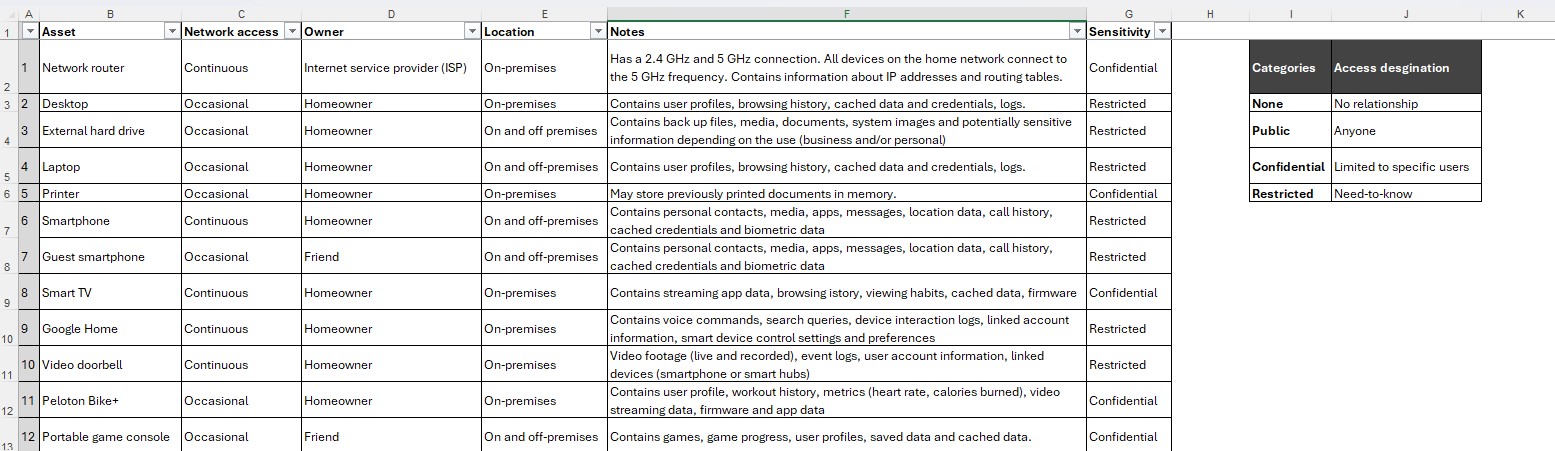 A B C D E F G H I J K
1 Asset Network access Owner Location Notes Sensitivity
2 1 Network router Continuous Internet service provider (ISP) On-premises Has a 2.4 GHz and 5 GHz connection. All devices on the home network connect to
the 5 GHz frequency. Contains information about IP addresses and routing tables. Confidential Categories Access desgination
3 2 Desktop Occasional Homeowner On-premises Contains user profiles, browsing history, cached data and credentials, logs. Restricted None No relationship
4 3 External hard drive Occasional Homeowner On and off premises Contains back up files, media, documents, system images and potentially sensitive
information depending on the use (business and/or personal) Restricted Public Anyone
5 4 Laptop Occasional Homeowner On and off-premises Contains user profiles, browsing history, cached data and credentials, logs. Restricted Confidential Limited to specific users
6 5 Printer Occasional Homeowner On-premises May store previously printed documents in memory. Confidential Restricted Need-to-know
7 6 Smartphone Continuous Homeowner On and off-premises Contains personal contacts, media, apps, messages, location data, call history,
cached credentials and biometric data Restricted
8 7 Guest smartphone Occasional Friend On and off-premises Contains personal contacts, media, apps, messages, location data, call history,
cached credentials and biometric data Restricted
9 8 Smart TV Continuous Homeowner On-premises Contains streaming app data, browsing istory, viewing habits, cached data, firmware Confidential
10 9 Google Home Continuous Homeowner On-premises Contains voice commands, search queries, device interaction logs, linked account
information, smart device control settings and preferences Restricted
11 10 Video doorbell Continuous Homeowner On-premises Video footage (live and recorded), event logs, user account information, linked
devices (smartphone or smart hubs) Restricted
12 11 Peloton Bike+ Occasional Homeowner On-premises Contains user profile, workout history, metrics (heart rate, calories burned), video
streaming data, firmware and app data Confidential
13 12 Portable game console Occasional Friend On and off-premises Contains games, game progress, user profiles, saved data and cached data. Confidential